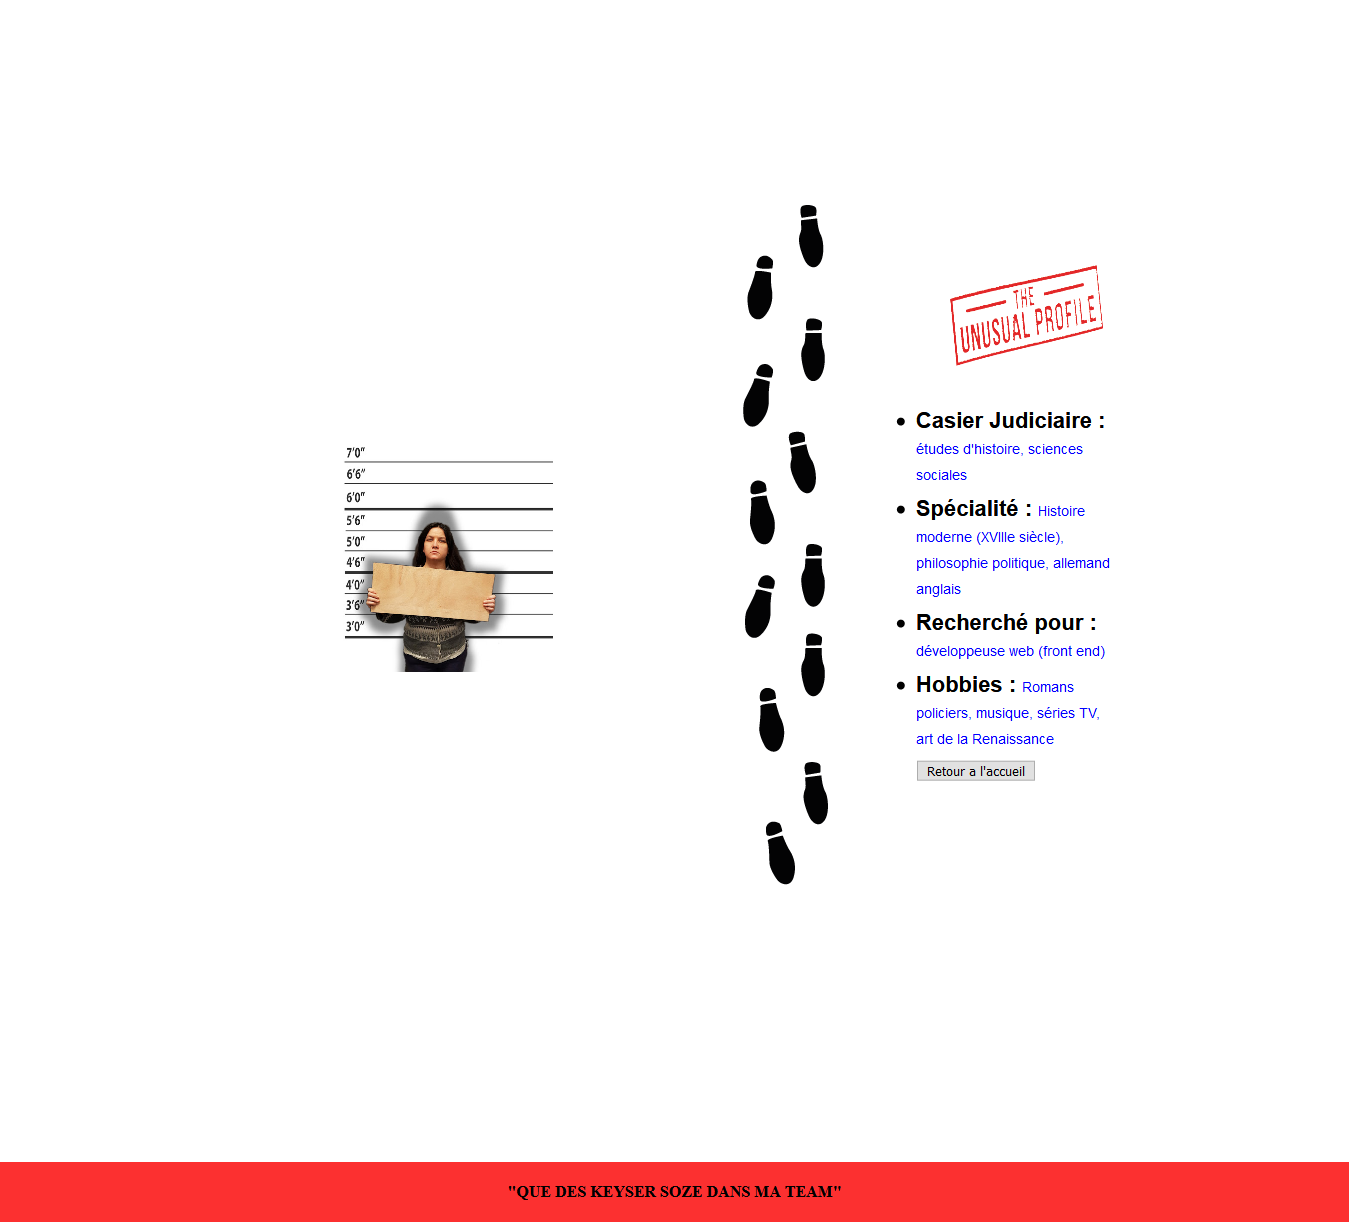 THE
UNUSUAL PROFILE
7'0"
6'6"
6'0"
5'6"
5'0"
4'6"
4'0"
3'6"
3'0"
Casier Judiciaire :
études d'histoire, sciences
sociales
Spécialité : Histoire
moderne (XVIIIe siècle),
philosophie politique, allemand
anglais
Recherché pour :
développeuse web (front end)
Hobbies : Romans
policiers, musique, séries TV,
art de la Renaissance
Retour a l'accueil
"QUE DES KEYSER SOZE DANS MA TEAM"